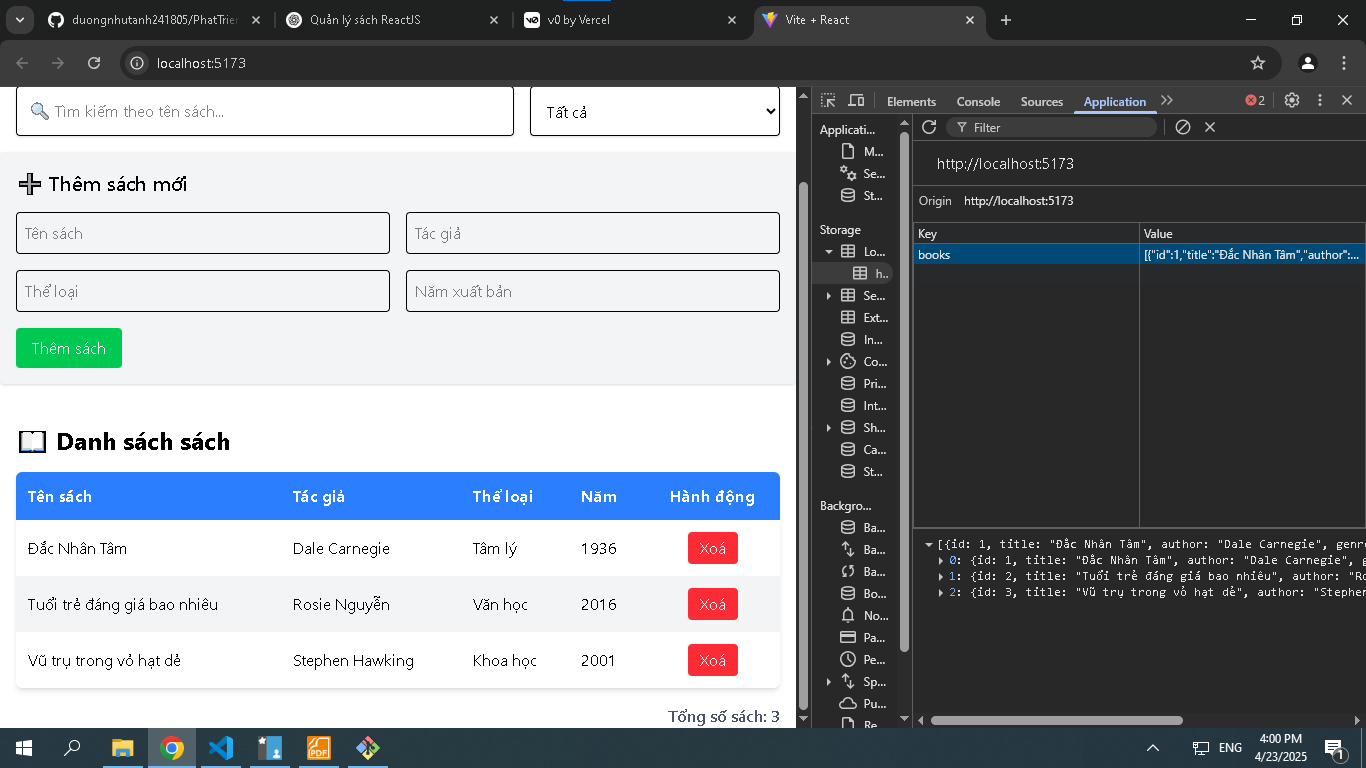 duongnhutanh241805/PhatTrien
Quản lý sách ReactJS
v0 by Vercel
Vite + React
localhost:5173
Tìm kiếm theo tên sách...
Tất cả
Thêm sách mới
Tên sách
Tác giả
Thể loại
Năm xuất bản
Thêm sách
Danh sách sách
Tên sách Tác giả Thể loại Năm Hành động
Đắc Nhân Tâm Dale Carnegie Tâm lý 1936 Xoá
Tuổi trẻ đáng giá bao nhiêu Rosie Nguyễn Văn học 2016 Xoá
Vũ trụ trong vỏ hạt dẻ Stephen Hawking Khoa học 2001 Xoá
Tổng số sách: 3
Elements Console Sources Application 2
Applicati...
M...
Se...
St...
Storage
Lo...
h..
Se...
Ext...
In...
Co...
Pri...
Int...
Sh...
Ca...
St...
Backgro...
Ba...
Ba...
Ba...
Bo...
No...
Pa...
Pe...
Sp...
Pu...
Re...
Filter
http://localhost:5173
Origin http://localhost:5173
Key Value
books [{"id":1,"title":"Đắc Nhân Tâm","author":...
[{id: 1, title: "Đắc Nhân Tâm", author: "Dale Carnegie", genre
0: {id: 1, title: "Đắc Nhân Tâm", author: "Dale Carnegie", g
1: {id: 2, title: "Tuổi trẻ đáng giá bao nhiêu", author: "Ro
2: {id: 3, title: "Vũ trụ trong vỏ hạt dẻ", author: "Stephen
PDF
ENG
4:00 PM
4/23/2025
1